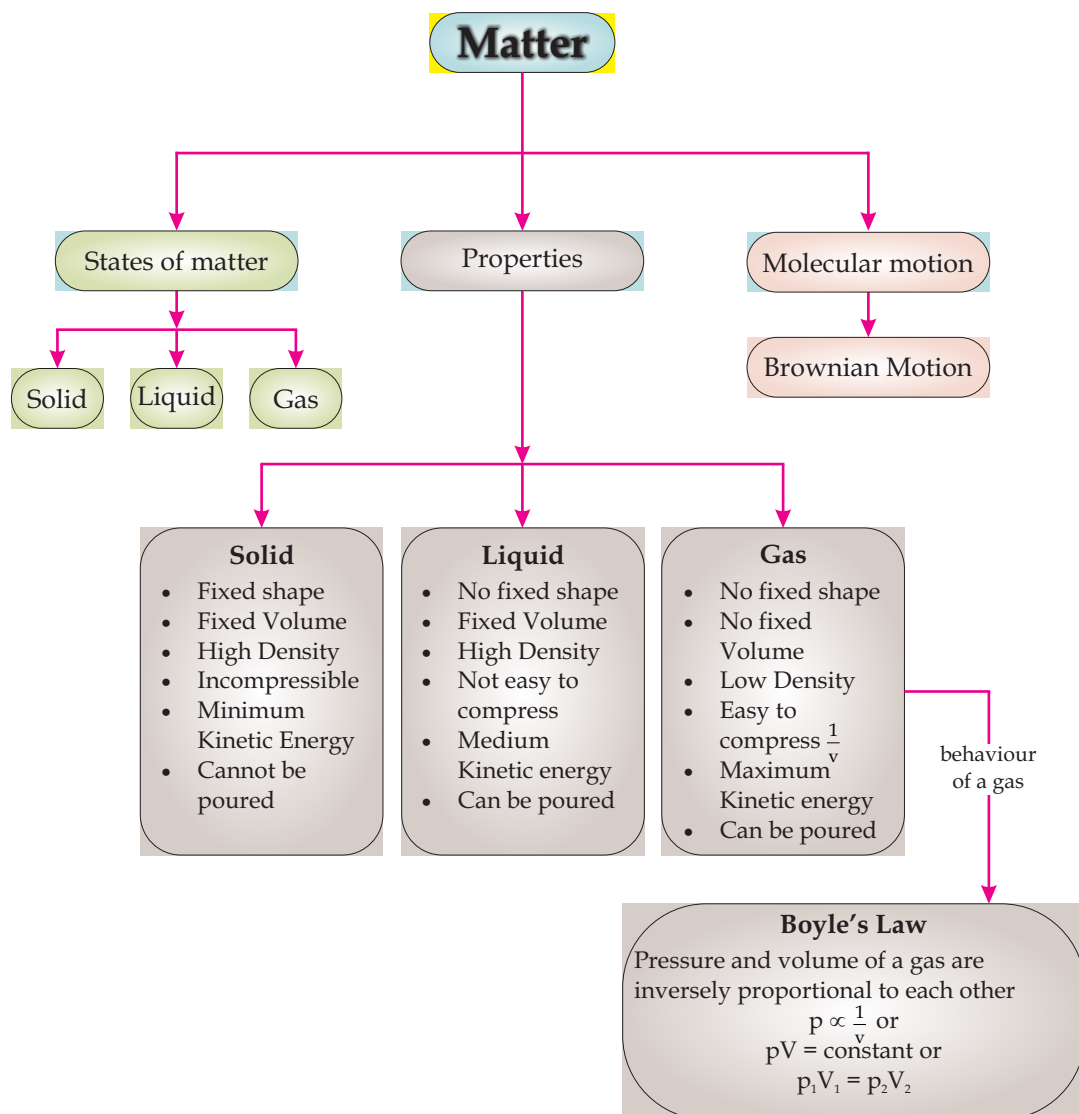 Matter
States of matter
Properties
Molecular motion
Solid
Liquid
Gas
Brownian Motion
Solid
• Fixed shape
• Fixed Volume
• High Density
• Incompressible
• Minimum
Kinetic Energy
• Cannot be
poured
Liquid
• No fixed shape
• Fixed Volume
• High Density
• Not easy to
compress
• Medium
Kinetic energy
• Can be poured
Gas
• No fixed shape
• No fixed
Volume
• Low Density
• Easy to
compress 1/v
• Maximum
Kinetic energy
• Can be poured
behaviour
of a gas
Boyle's Law
Pressure and volume of a gas are
inversely proportional to each other
p ∝ 1/v or
pV = constant or
p₁V₁ = p₂V₂